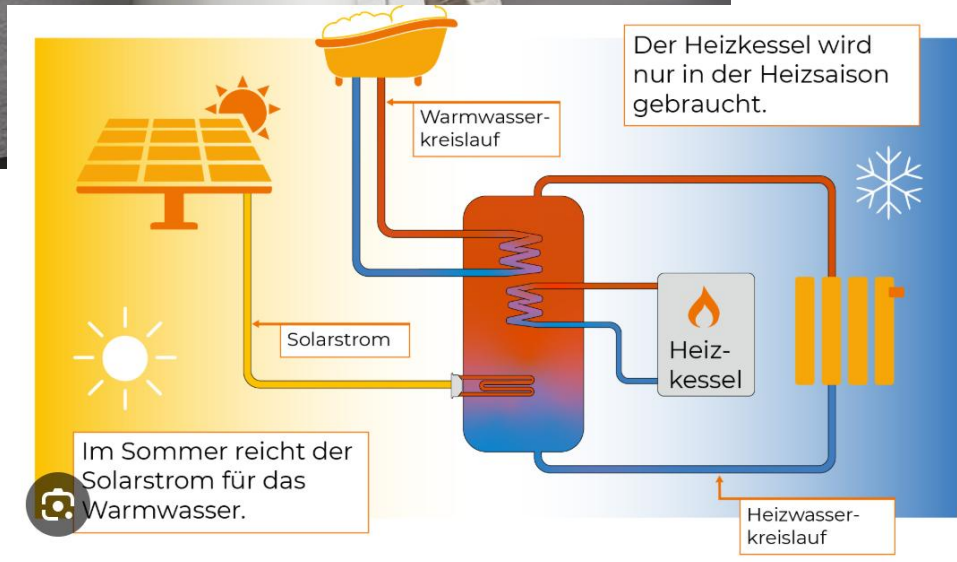 Der Heizkessel wird
nur in der Heizsaison
gebraucht.
Warmwasser-
kreislauf
Solarstrom
Heiz-
kessel
Im Sommer reicht der
Solarstrom für das
Warmwasser.
Heizwasser-
kreislauf